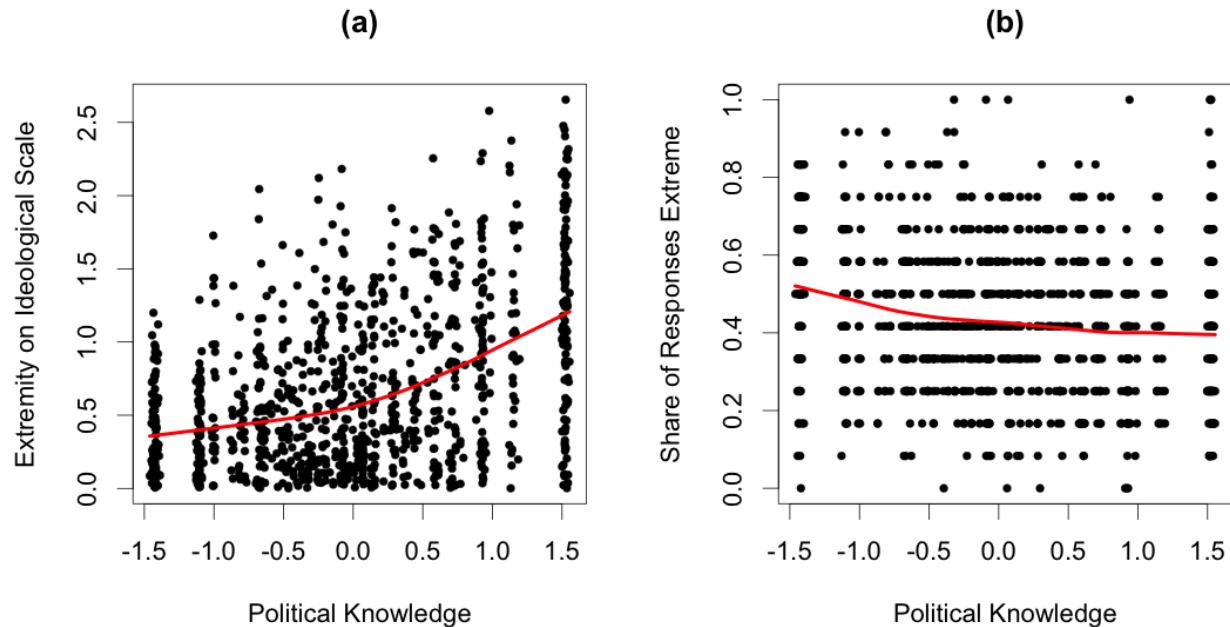 (a)
Extremity on Ideological Scale
2.5
2.0
1.5
1.0
0.5
0.0
-1.5 -1.0 -0.5 0.0 0.5 1.0 1.5
Political Knowledge
(b)
Share of Responses Extreme
1.0
0.8
0.6
0.4
0.2
0.0
-1.5 -1.0 -0.5 0.0 0.5 1.0 1.5
Political Knowledge